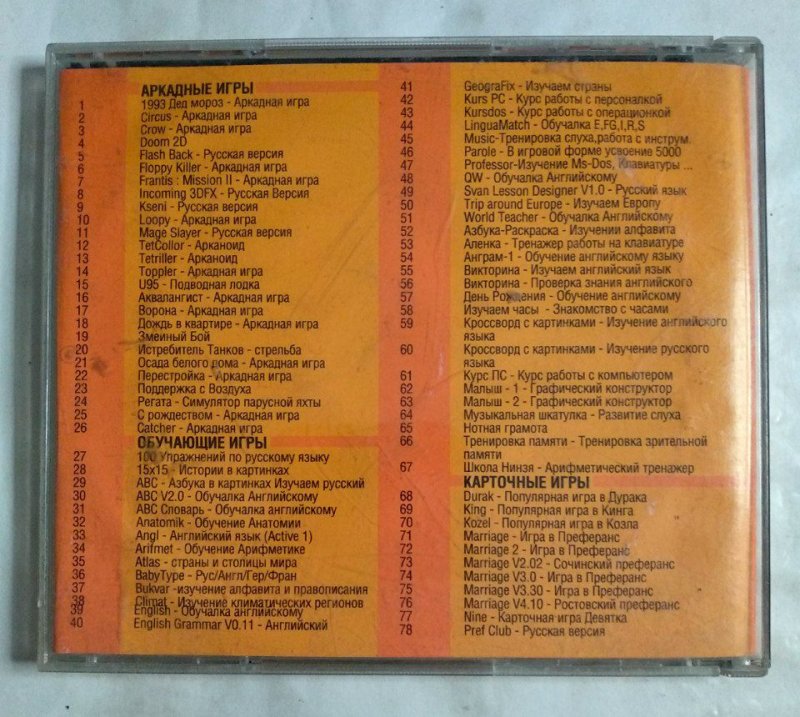 АРКАДНЫЕ ИГРЫ
1 1993 Дед мороз - Аркадная игра
2 Circus - Аркадная игра
3 Crow - Аркадная игра
4 Doom 2D
5 Flash Back - Русская версия
6 Floppy Killer - Аркадная игра
7 Frantis : Mission II - Аркадная игра
8 Incoming 3DFX - Русская Версия
9 Kseni - Русская версия
10 Loopy - Аркадная игра
11 Mage Slayer - Русская версия
12 TetCollor - Арканоид
13 Tetriller - Арканоид
14 Toppler - Аркадная игра
15 U95 - Подводная лодка
16 Аквалангист - Аркадная игра
17 Ворона - Аркадная игра
18 Дождь в квартире - Аркадная игра
19 Змеиный Бой
20 Истребитель Танков - стрельба
21 Осада белого дома - Аркадная игра
22 Перестройка - Аркадная игра
23 Поддержка с Воздуха
24 Регата - Симулятор парусной яхты
25 С рождеством - Аркадная игра
26 Catcher - Аркадная игра
ОБУЧАЮЩИЕ ИГРЫ
27 100 Упражнений по русскому языку
28 15x15 - Истории в картинках
29 ABC - Азбука в картинках Изучаем русский
30 ABC V2.0 - Обучалка Английскому
31 ABC Словарь - Обучалка английскому
32 Anatomik - Обучение Анатомии
33 Angl - Английский язык (Active 1)
34 Arifmet - Обучение Арифметике
35 Atlas - страны и столицы мира
36 BabyType - Рус/Англ/Гер/Фран
37 Bukvar -изучение алфавита и правописания
38 Climat - Изучение климатических регионов
39 English - Обучалка английскому
40 English Grammar V0.11 - Английский
41 GeograFix - Изучаем страны
42 Kurs PC - Курс работы с персоналкой
43 Kursdos - Курс работы с операционкой
44 LinguaMatch - Обучалка E,FG,I,R,S
45 Music-Тренировка слуха,работа с инструм.
46 Parole - В игровой форме усвоение 5000
47 Professor-Изучение Ms-Dos, Клавиатуры ...
48 QW - Обучалка Английскому
49 Svan Lesson Designer V1.0 - Русский язык
50 Trip around Europe - Изучаем Европу
51 World Teacher - Обучалка Английскому
52 Азбука-Раскраска - Изучении алфавита
53 Аленка - Тренажер работы на клавиатуре
54 Анграм-1 - Обучение английскому языку
55 Викторина - Изучаем английский язык
56 Викторина - Проверка знания английского
57 День Рождения - Обучение английскому
58 Изучаем часы - Знакомство с часами
59 Кроссворд с картинками - Изучение английского
языка
60 Кроссворд с картинками - Изучение русского
языка
61 Курс ПС - Курс работы с компьютером
62 Малыш - 1 - Графический конструктор
63 Малыш - 2 - Графический конструктор
64 Музыкальная шкатулка - Развитие слуха
65 Нотная грамота
66 Тренировка памяти - Тренировка зрительной
памяти
67 Школа Нинзя - Арифметический тренажер
КАРТОЧНЫЕ ИГРЫ
68 Durak - Популярная игра в Дурака
69 King - Популярная игра в Кинга
70 Kozel - Популярная игра в Козла
71 Marriage - Игра в Преферанс
72 Marriage 2 - Игра в Преферанс
73 Marriage V2.02 - Сочинский преферанс
74 Marriage V3.0 - Игра в Преферанс
75 Marriage V3.30 - Игра в Преферанс
76 Marriage V4.10 - Ростовский преферанс
77 Nine - Карточная игра Девятка
78 Pref Club - Русская версия